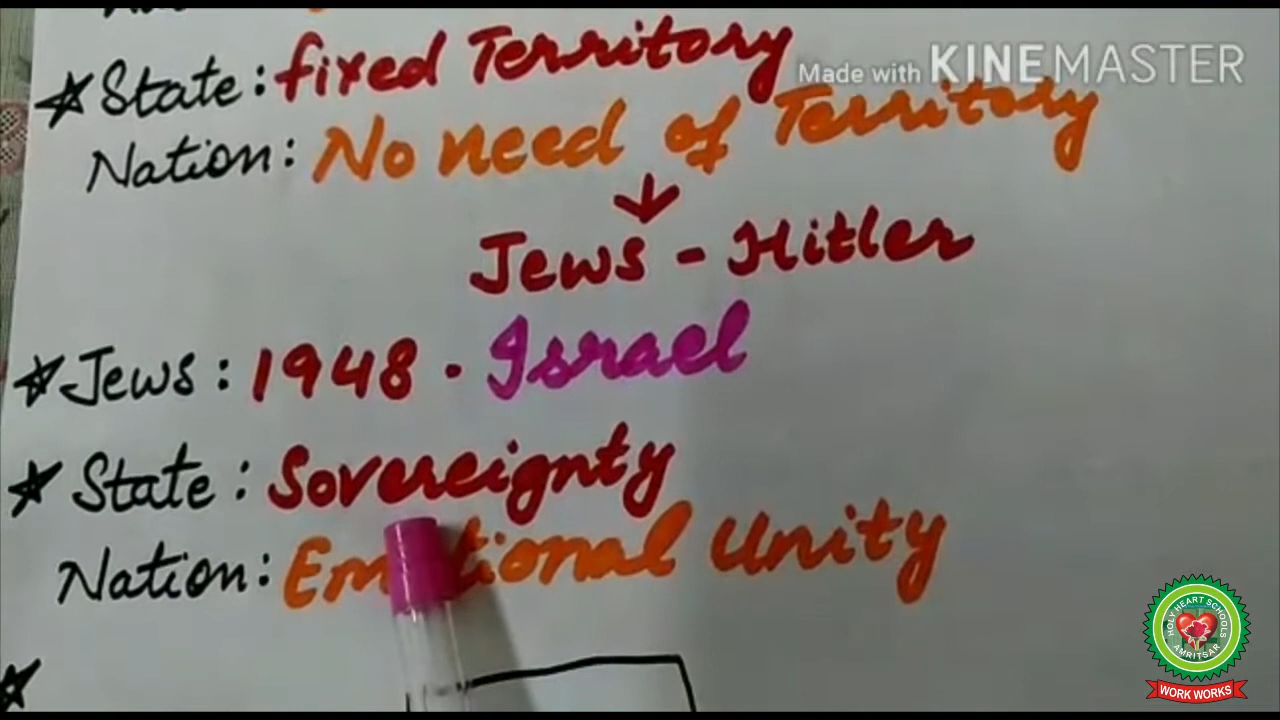 ★ State: fixed Territory
Made with KINEMASTER
Nation: No need of Territory
Jews - Hitler
★ Jews: 1948 · Israel
★ State: Sovereignty
Nation: Emotional Unity
HOLY HEART SCHOOLS
AMRITSAR
WORK WORKS